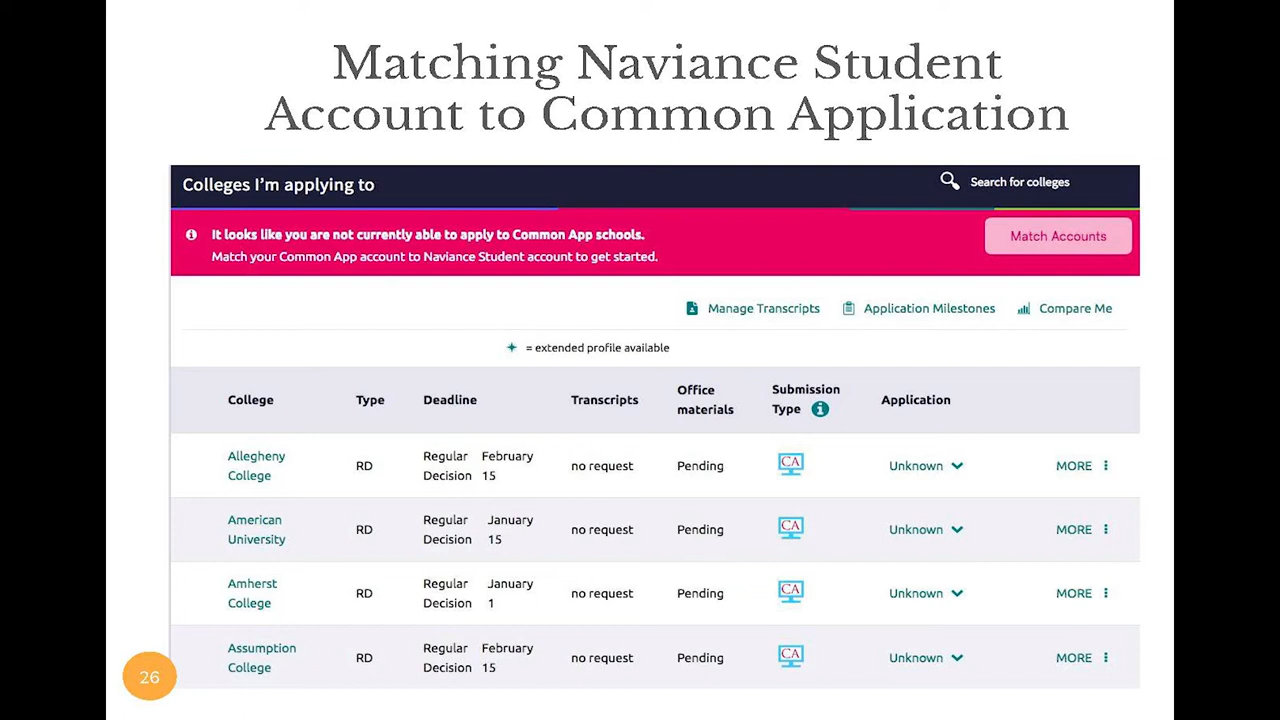 Matching Naviance Student
Account to Common Application
Colleges I'm applying to
Search for colleges
It looks like you are not currently able to apply to Common App schools.
Match your Common App account to Naviance Student account to get started.
Match Accounts
Manage Transcripts Application Milestones Compare Me
= extended profile available
College Type Deadline Transcripts Office materials Submission Type Application
Allegheny College RD Regular Decision February 15 no request Pending CA Unknown MORE
American University RD Regular Decision January 15 no request Pending CA Unknown MORE
Amherst College RD Regular Decision January 1 no request Pending CA Unknown MORE
Assumption College RD Regular Decision February 15 no request Pending CA Unknown MORE
26